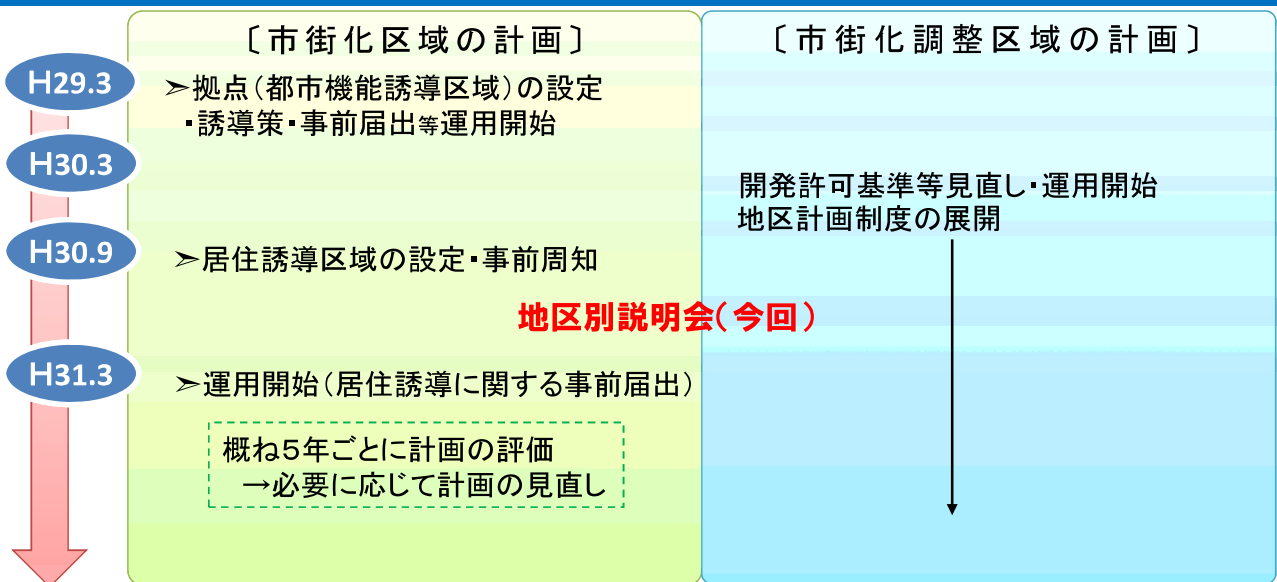 〔市街化区域の計画〕
〔市街化調整区域の計画〕
H29.3
➣拠点(都市機能誘導区域)の設定
・誘導策・事前届出等運用開始
H30.3
開発許可基準等見直し・運用開始
地区計画制度の展開
H30.9
➣居住誘導区域の設定・事前周知
地区別説明会(今回)
H31.3
➣運用開始(居住誘導に関する事前届出)
概ね5年ごとに計画の評価
→必要に応じて計画の見直し